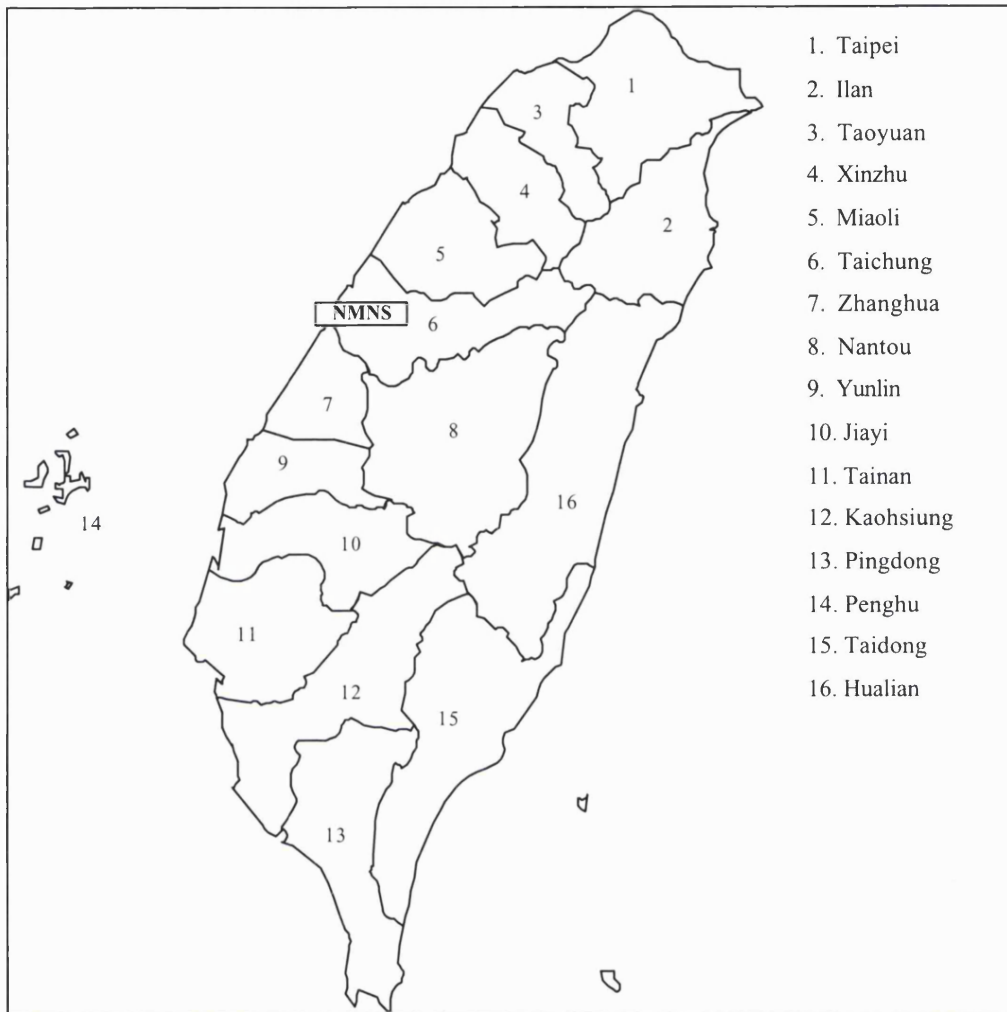 1. Taipei
2. Ilan
3. Taoyuan
4. Xinzhu
5. Miaoli
6. Taichung
7. Zhanghua
8. Nantou
9. Yunlin
10. Jiayi
11. Tainan
12. Kaohsiung
13. Pingdong
14. Penghu
15. Taidong
16. Hualian
1
3
4
2
5
NMNS
6
7
8
9
16
14
10
11
12
15
13